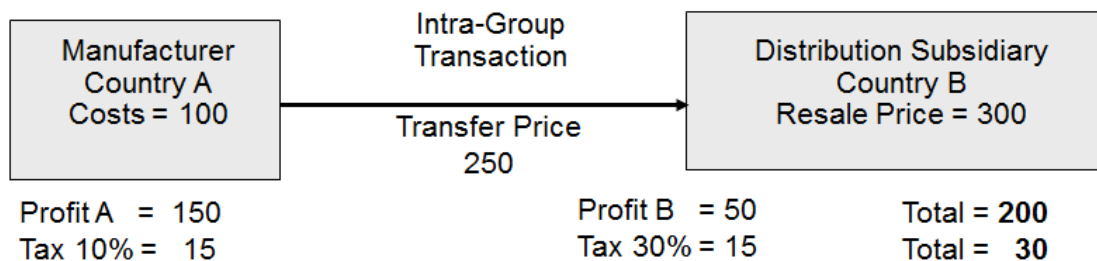 Manufacturer
Country A
Costs = 100
Intra-Group
Transaction
Transfer Price
250
Distribution Subsidiary
Country B
Resale Price = 300
Profit A = 150
Tax 10% = 15
Profit B = 50
Tax 30% = 15
Total = 200
Total = 30